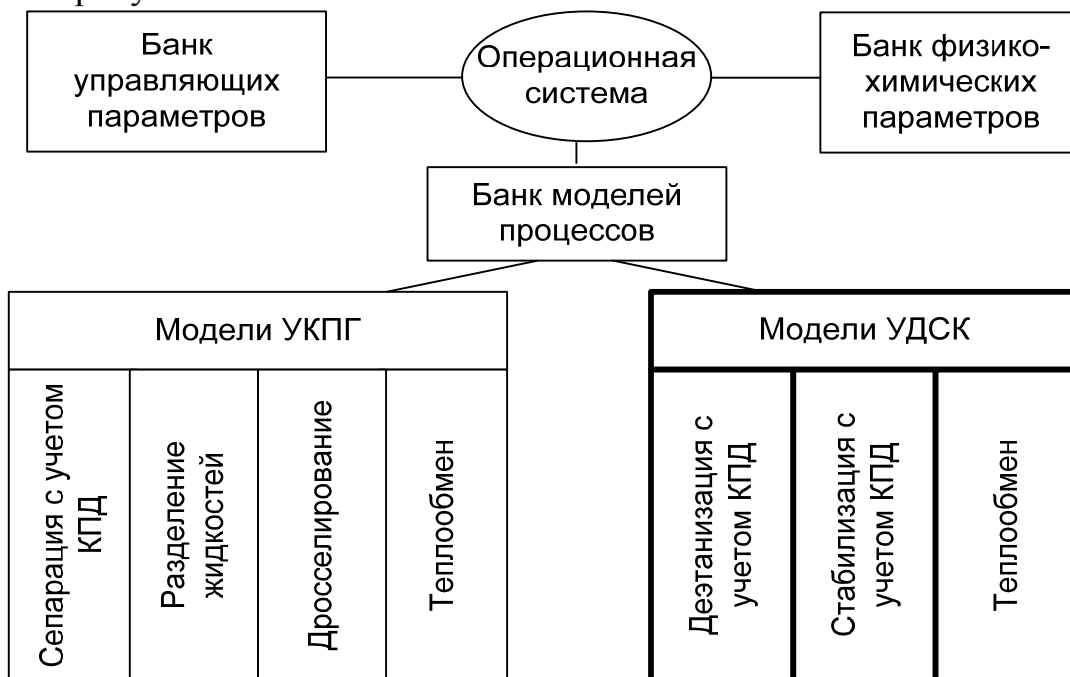 Банк
управляющих
параметров
Операционная
система
Банк физико-
химических
параметров
Банк моделей
процессов
Модели УКПГ
Сепарация с учетом
КПД
Разделение
жидкостей
Дросселирование
Теплообмен
Модели УДСК
Деэтанизация с
учетом КПД
Стабилизация с
учетом КПД
Теплообмен